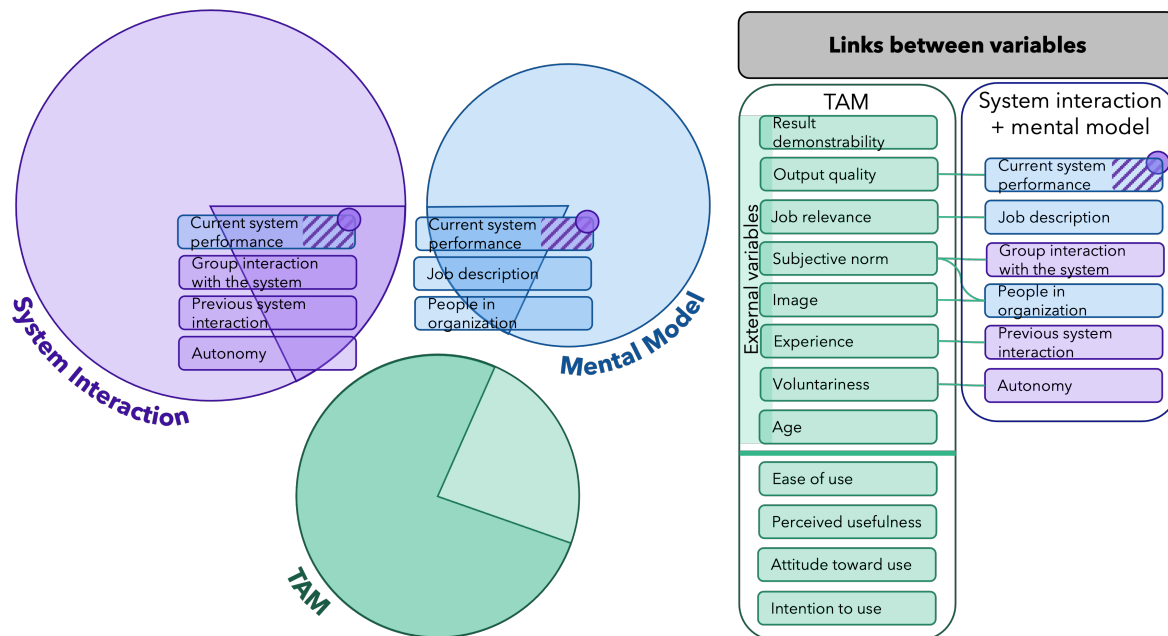 Current system
performance
Group interaction
with the system
Previous system
interaction
Autonomy
System Interaction
Current system
performance
Job description
People in
organization
Mental Model
TAM
Links between variables
TAM
External variables
Result
demonstrability
Output quality
Job relevance
Subjective norm
Image
Experience
Voluntariness
Age
Ease of use
Perceived usefulness
Attitude toward use
Intention to use
System interaction
+ mental model
Current system
performance
Job description
Group interaction
with the system
People in
organization
Previous system
interaction
Autonomy